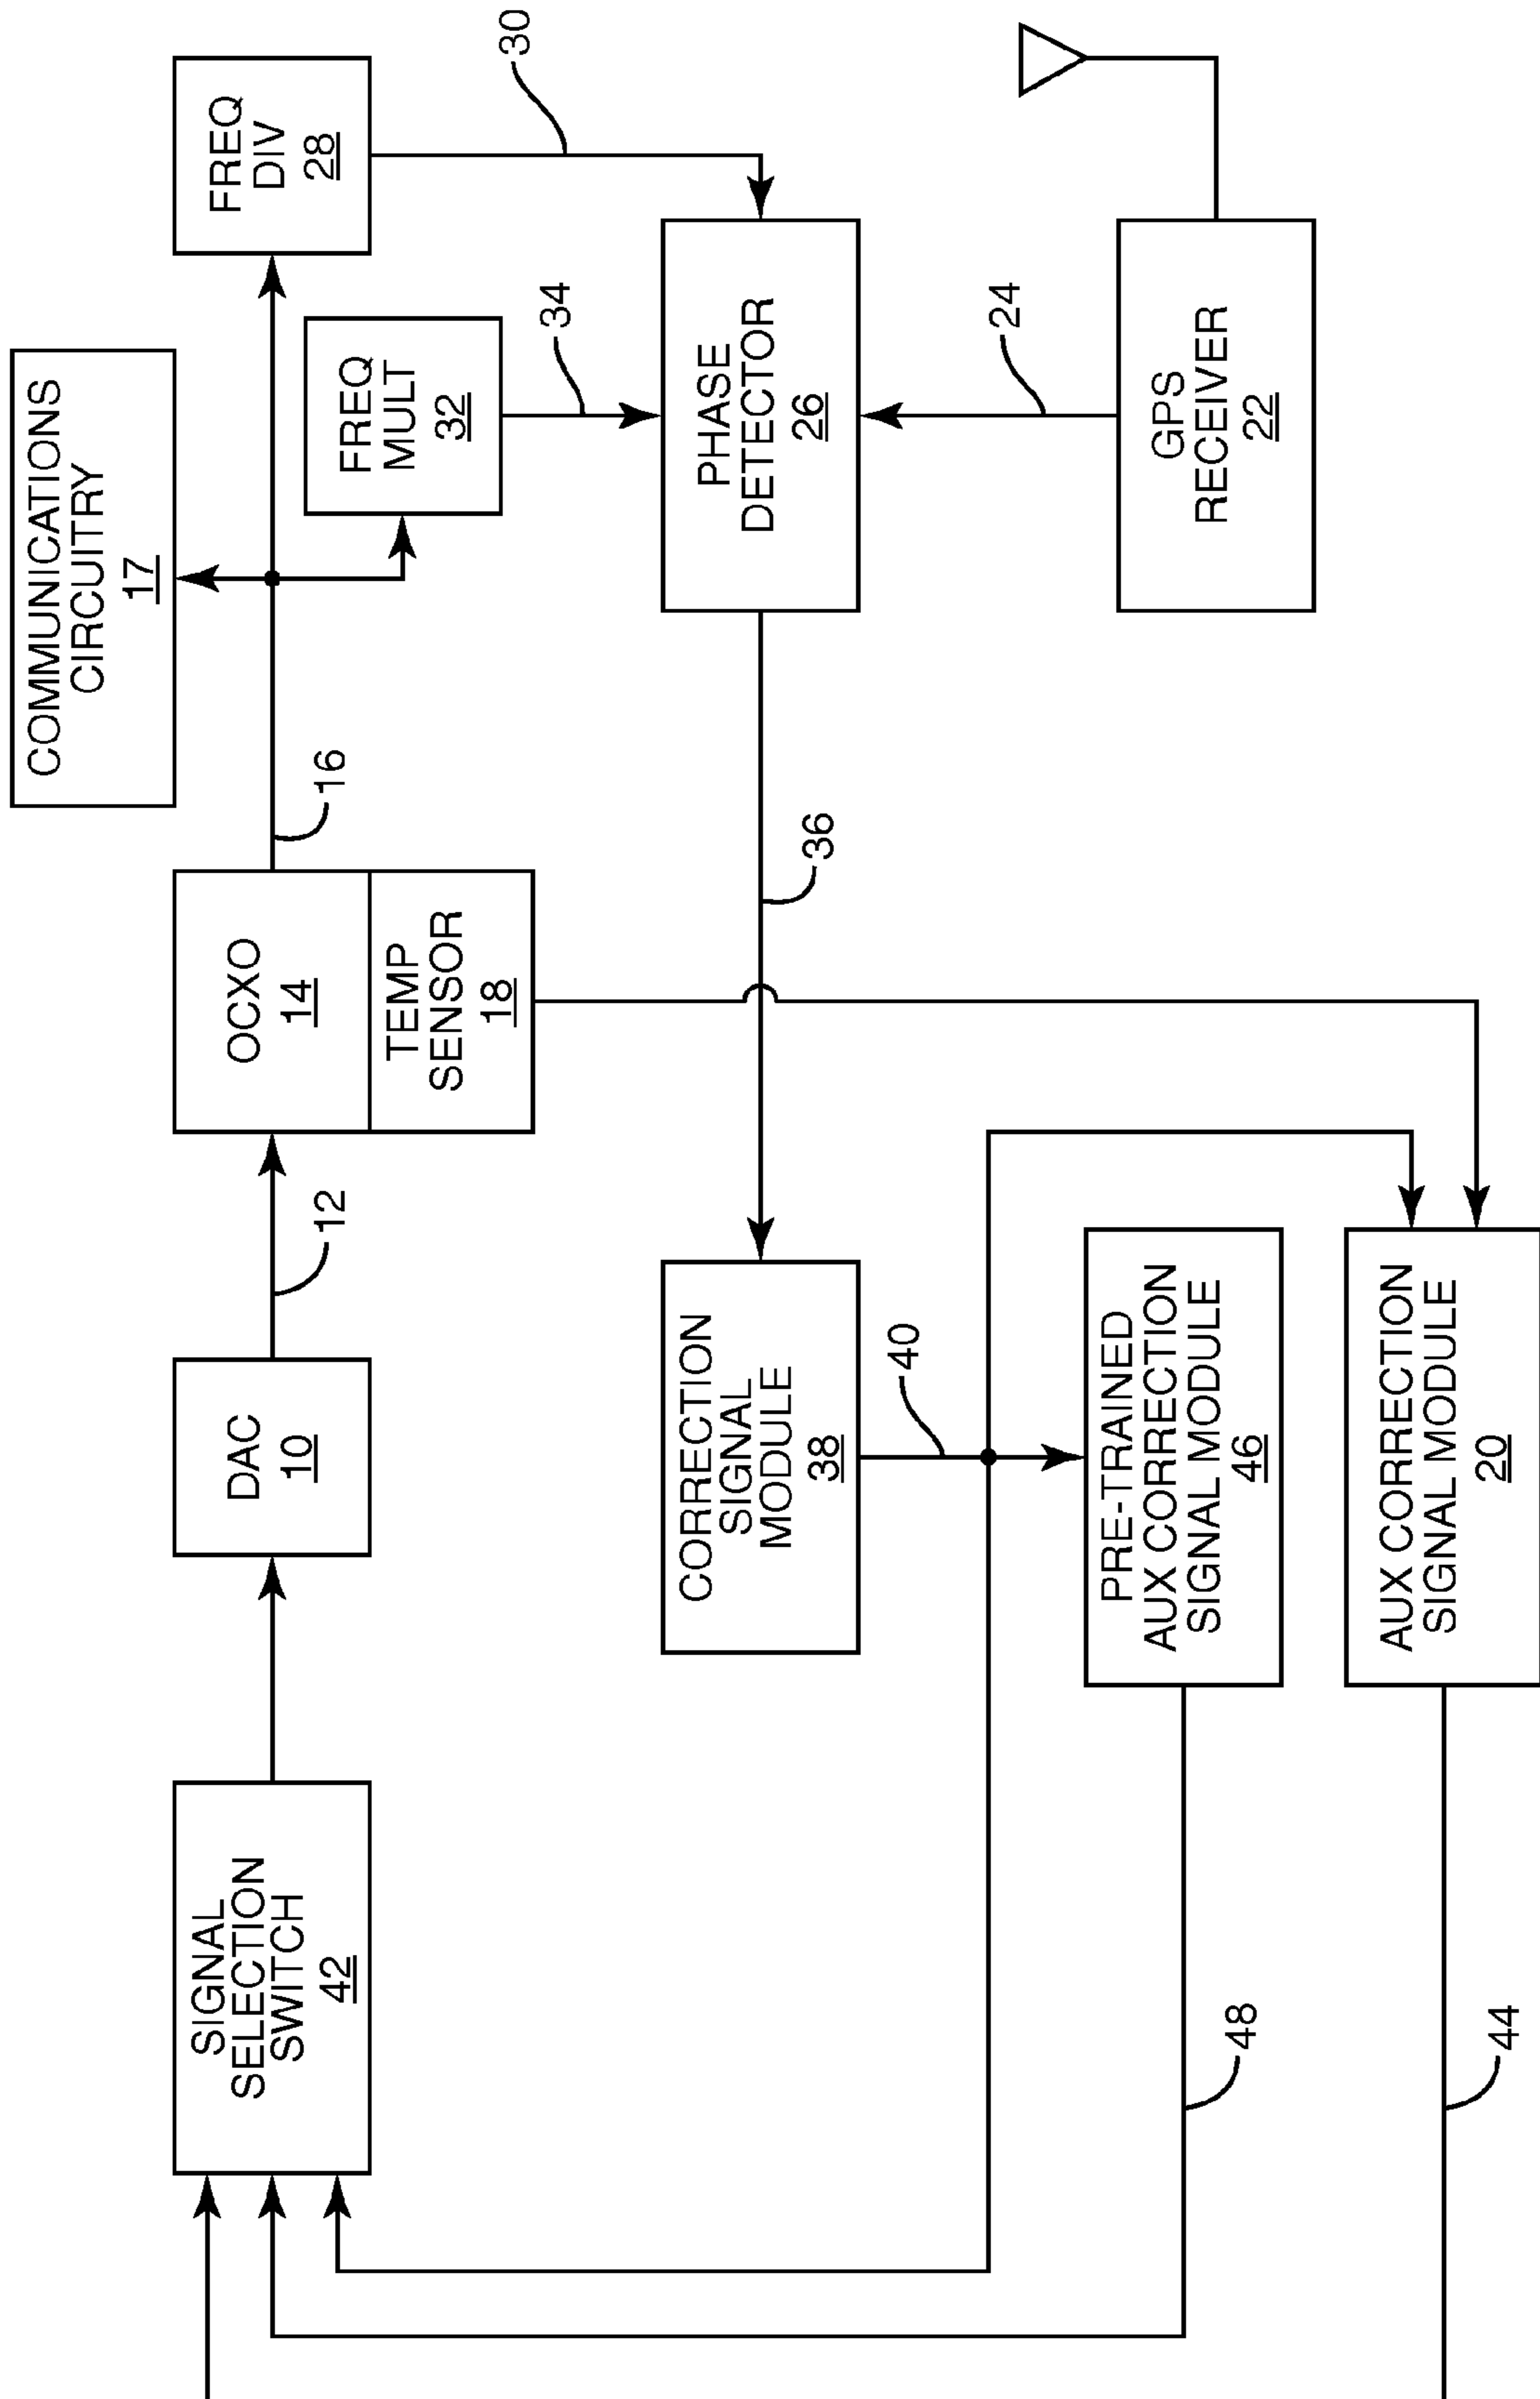 COMMUNICATIONS
CIRCUITRY
17
SIGNAL
SELECTION
SWITCH
42
DAC
10
12
OCXO
14
TEMP
SENSOR
18
16
FREQ
DIV
28
30
FREQ
MULT
32
34
CORRECTION
SIGNAL
MODULE
38
40
36
PHASE
DETECTOR
26
24
PRE-TRAINED
AUX CORRECTION
SIGNAL MODULE
46
48
GPS
RECEIVER
22
AUX CORRECTION
SIGNAL MODULE
20
44